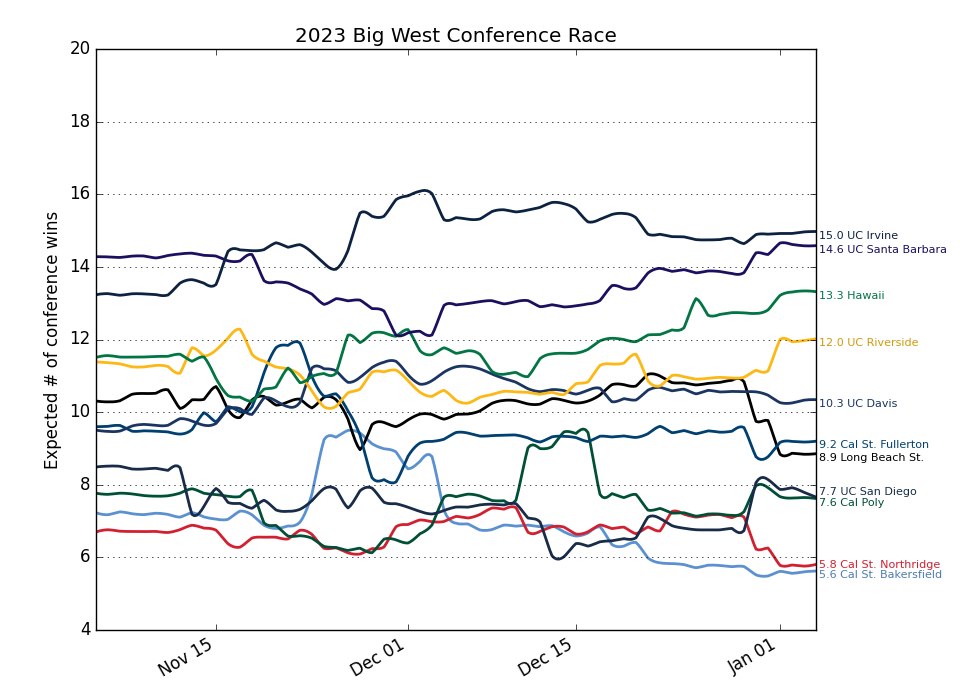 2023 Big West Conference Race
Expected # of conference wins
20
18
16
14
12
10
8
6
4
15.0 UC Irvine
14.6 UC Santa Barbara
13.3 Hawaii
12.0 UC Riverside
10.3 UC Davis
9.2 Cal St. Fullerton
8.9 Long Beach St.
7.7 UC San Diego
7.6 Cal Poly
5.8 Cal St. Northridge
5.6 Cal St. Bakersfield
Nov 15
Dec 01
Dec 15
Jan 01